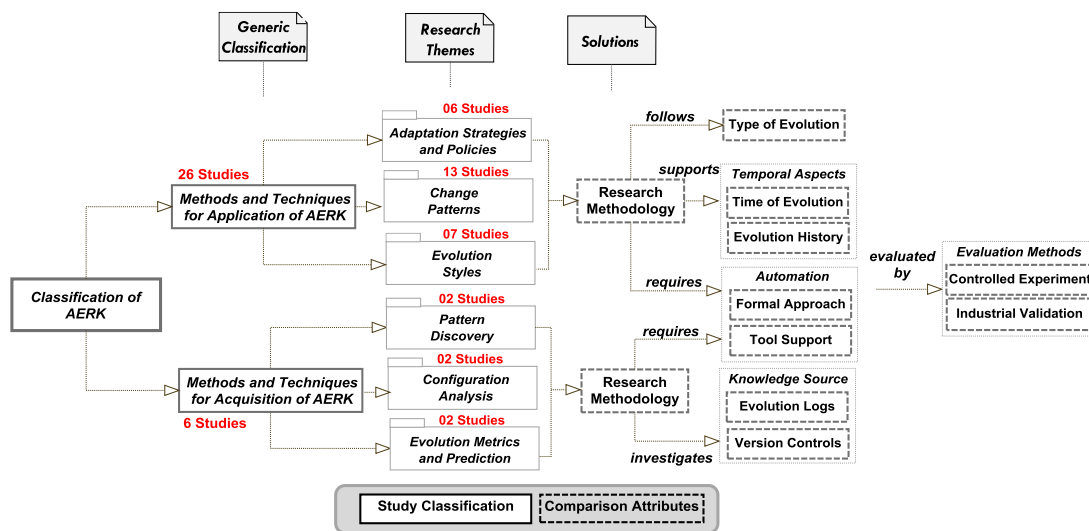 Generic
Classification
Research
Themes
Solutions
06 Studies
Adaptation Strategies
and Policies
follows
Type of Evolution
26 Studies
13 Studies
supports
Temporal Aspects
Methods and Techniques
for Application of AERK
Change
Patterns
Research
Methodology
Time of Evolution
Evolution History
07 Studies
Evolution
Styles
evaluated
by
Evaluation Methods
Controlled Experiment
Industrial Validation
Classification of
AERK
requires
Automation
Formal Approach
Tool Support
02 Studies
Pattern
Discovery
requires
02 Studies
Methods and Techniques
for Acquisition of AERK
Configuration
Analysis
Research
Methodology
Knowledge Source
Evolution Logs
Version Controls
6 Studies
02 Studies
Evolution Metrics
and Prediction
investigates
Study Classification
Comparison Attributes